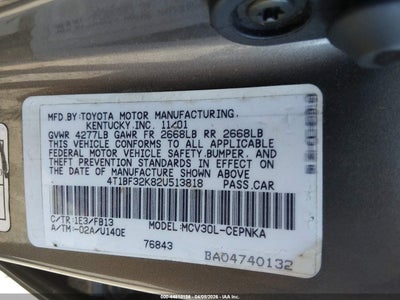 MFD. BY: TOYOTA MOTOR MANUFACTURING,
KENTUCKY,INC. 11/01
GVWR 4277LB GAWR FR 2668LB RR 2668LB
THIS VEHICLE CONFORMS TO ALL APPLICABLE
FEDERAL MOTOR VEHICLE SAFETY,BUMPER, AND
THEFT PREVENTION STANDARDS IN EFFECT ON
THE DATE OF MANUFACTURE SHOWN ABOVE.
4T1BF32K82U513818 PASS.CAR
C/TR:1E3/FB13 MODEL:MCV30L-CEPNKA
A/TM:-02A/U140E
76843
BA04740132